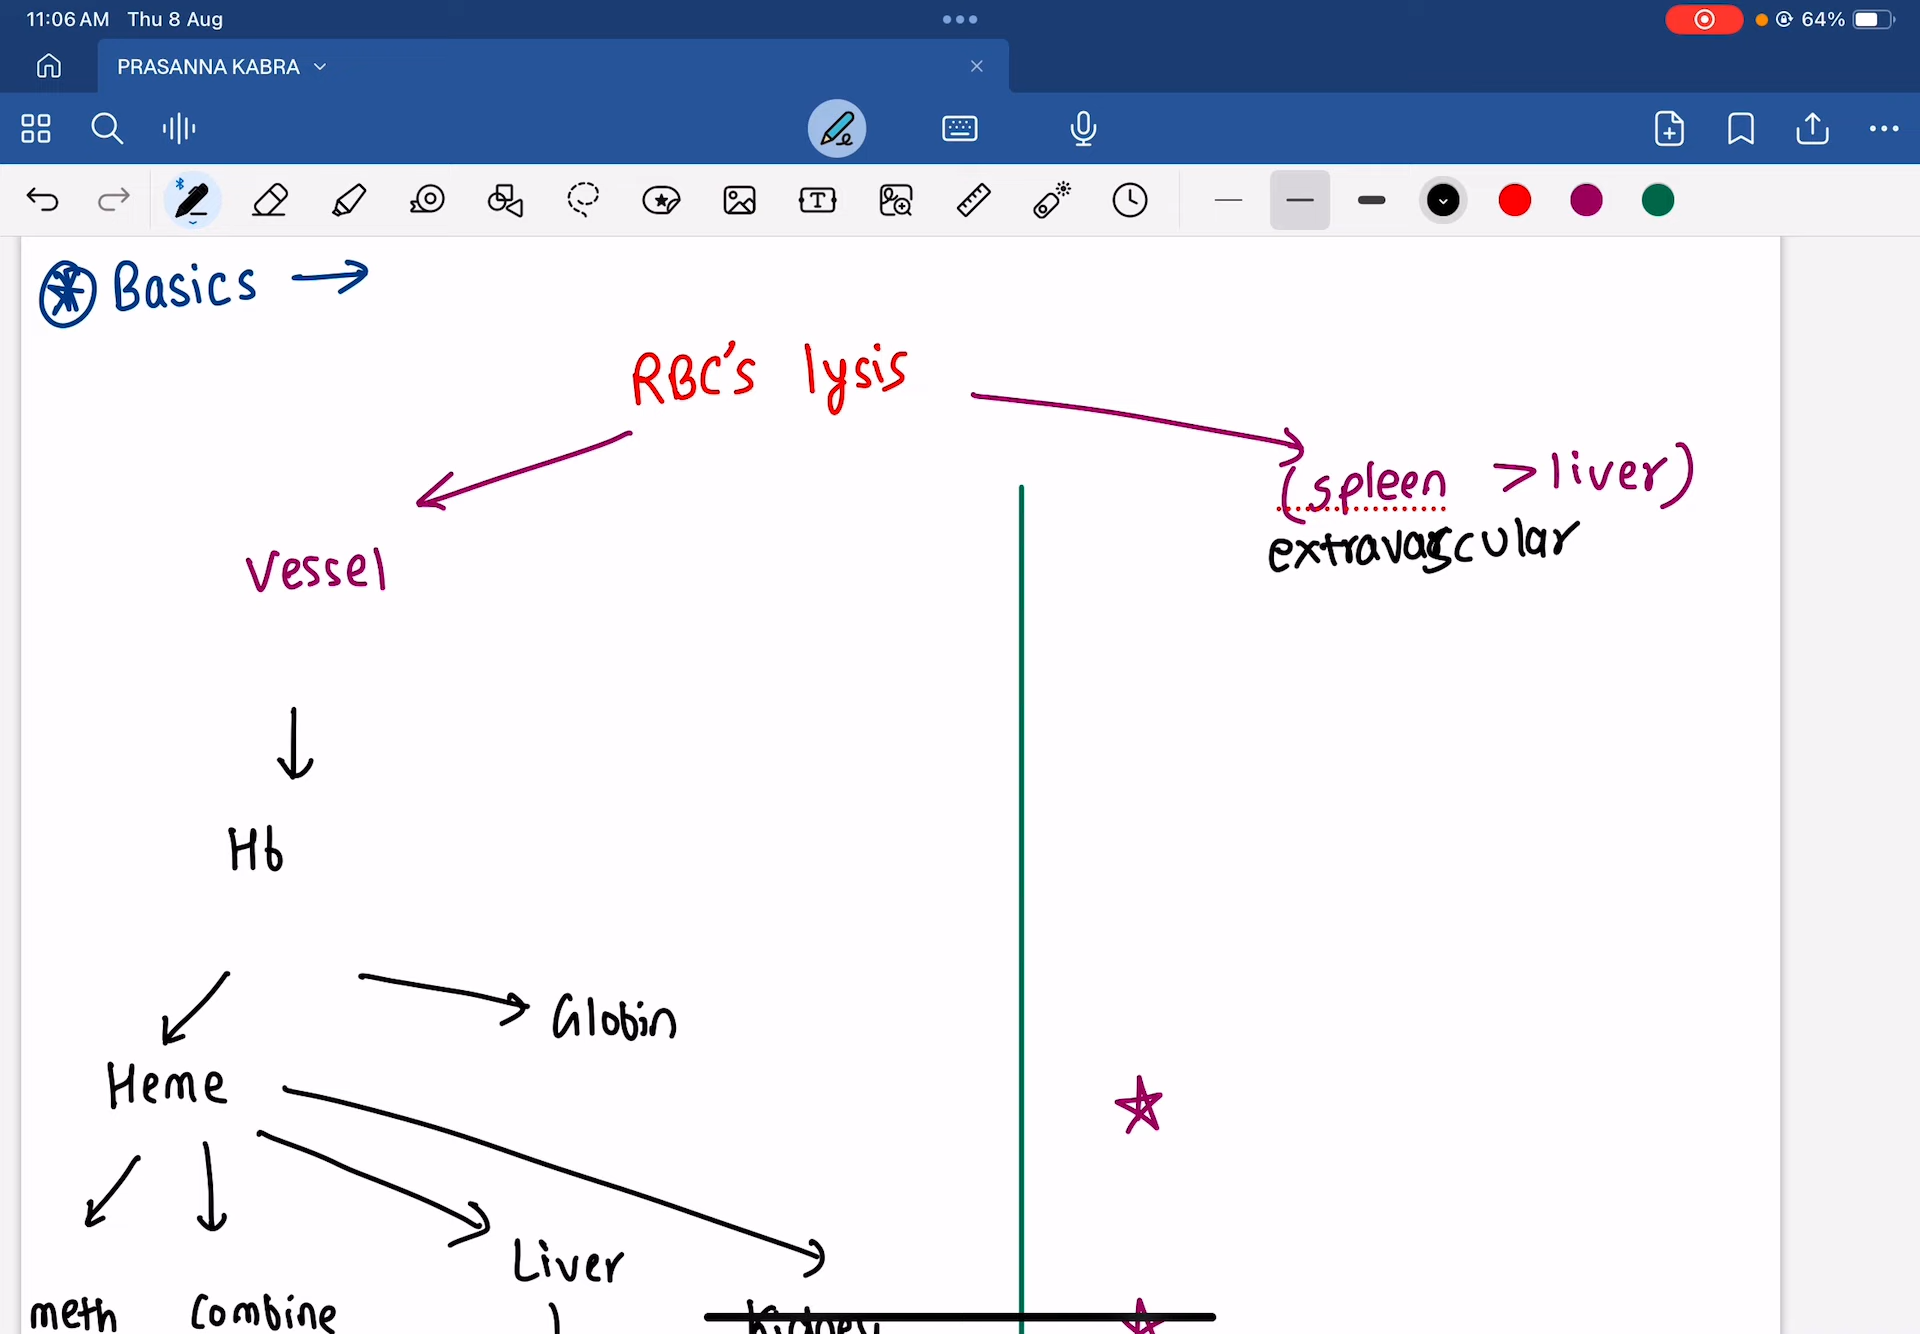 11:06 AM Thu 8 Aug
64%
PRASANNA KABRA
Basics →
RBC's lysis
(spleen > liver)
extravascular
Vessel
Hb
Globin
Heme
Liver
meth combine
Kidney